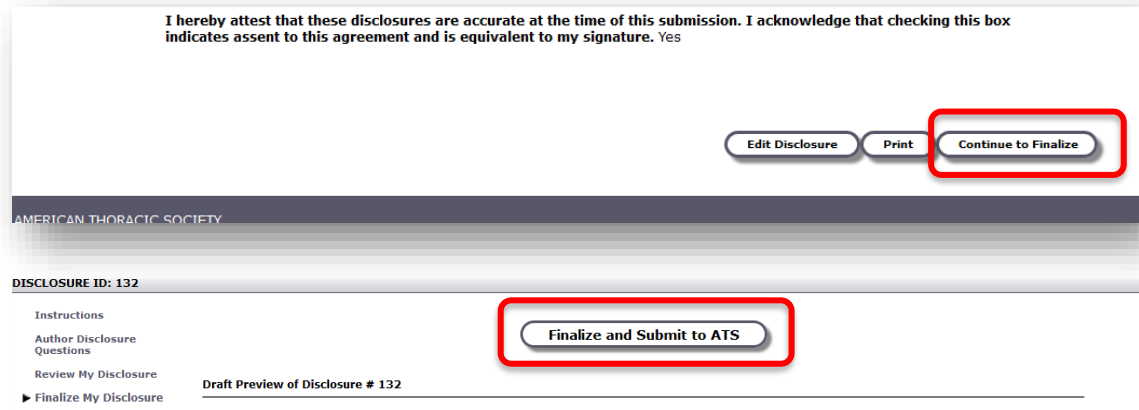 I hereby attest that these disclosures are accurate at the time of this submission. I acknowledge that checking this box
indicates assent to this agreement and is equivalent to my signature. Yes
Edit Disclosure Print Continue to Finalize
AMERICAN THORACIC SOCIETY
DISCLOSURE ID: 132
Instructions
Finalize and Submit to ATS
Author Disclosure
Questions
Review My Disclosure
Draft Preview of Disclosure # 132
Finalize My Disclosure